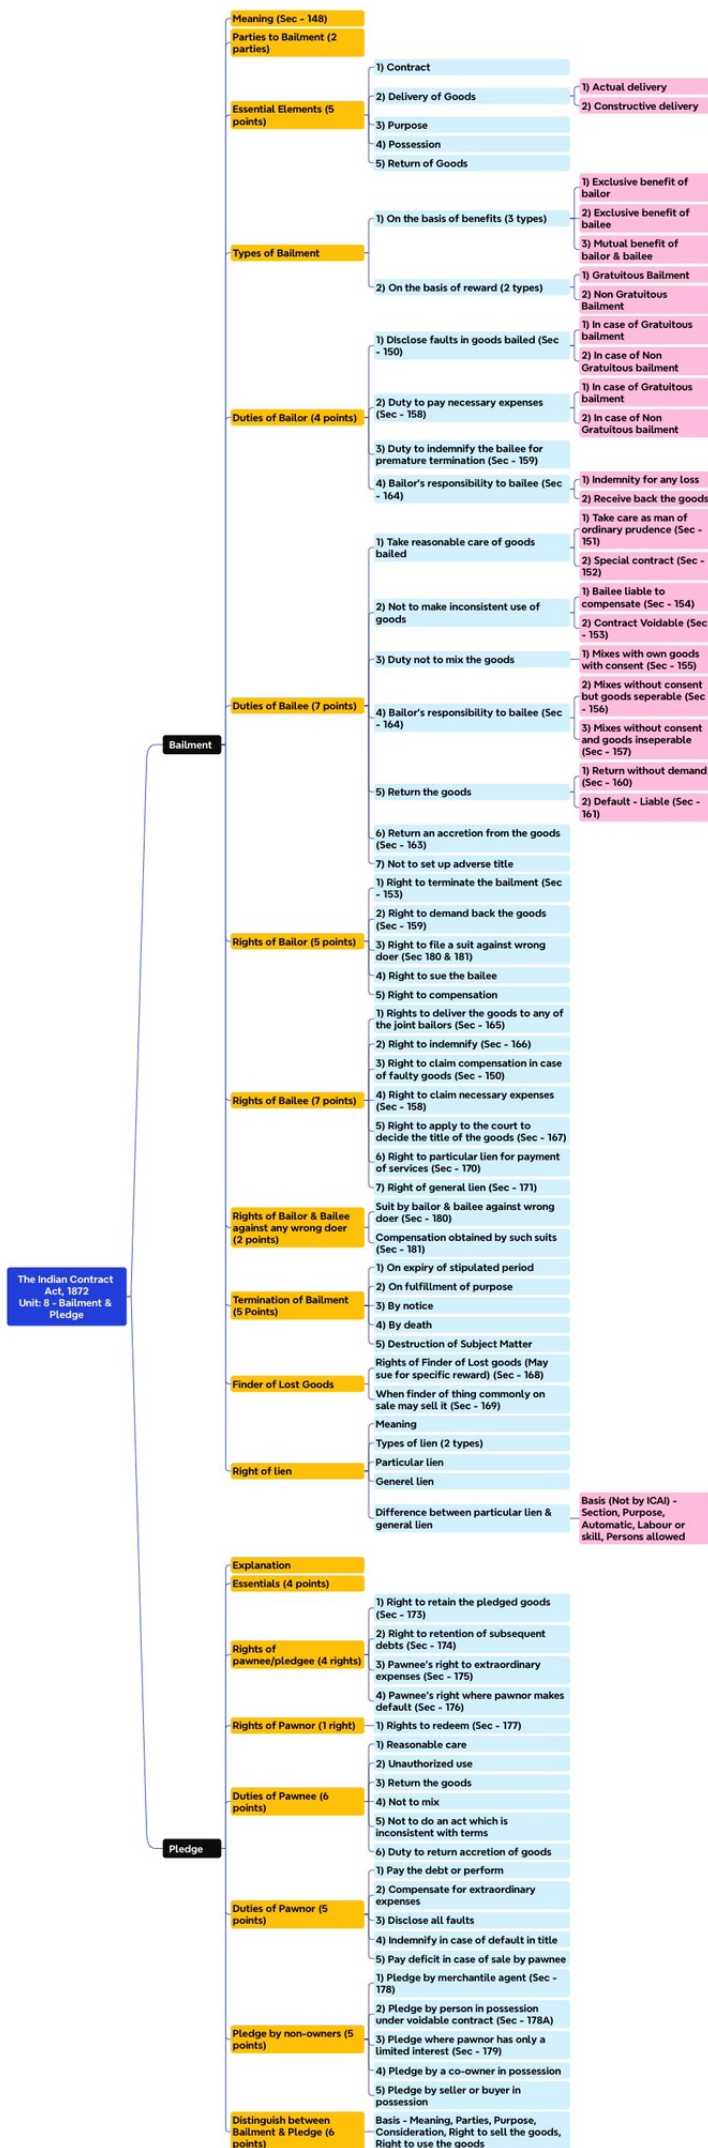 The Indian Contract
Act, 1872
Unit: 8 - Bailment &
Pledge
Bailment
Meaning (Sec - 148)
Parties to Bailment (2
parties)
Essential Elements (5
points)
1) Contract
2) Delivery of Goods
1) Actual delivery
2) Constructive delivery
3) Purpose
4) Possession
5) Return of Goods
Types of Bailment
1) On the basis of benefits (3 types)
1) Exclusive benefit of
bailor
2) Exclusive benefit of
bailee
3) Mutual benefit of
bailor & bailee
2) On the basis of reward (2 types)
1) Gratuitous Bailment
2) Non Gratuitous
Bailment
Duties of Bailor (4 points)
1) DIsclose faults in goods bailed (Sec
- 150)
1) In case of Gratuitous
bailment
2) In case of Non
Gratuitous bailment
2) Duty to pay necessary expenses
(Sec - 158)
1) In case of Gratuitous
bailment
2) In case of Non
Gratuitous bailment
3) Duty to indemnify the bailee for
premature termination (Sec - 159)
4) Bailor's responsibility to bailee (Sec
- 164)
1) Indemnity for any loss
2) Receive back the goods
Duties of Bailee (7 points)
1) Take reasonable care of goods
bailed
1) Take care as man of
ordinary prudence (Sec -
151)
2) Special contract (Sec -
152)
2) Not to make inconsistent use of
goods
1) Bailee liable to
compensate (Sec - 154)
2) Contract Voidable (Sec
- 153)
3) Duty not to mix the goods
1) Mixes with own goods
with consent (Sec - 155)
4) Bailor's responsibility to bailee (Sec
- 164)
2) Mixes without consent
but goods seperable (Sec
- 156)
3) Mixes without consent
and goods inseperable
(Sec - 157)
5) Return the goods
1) Return without demand
(Sec - 160)
2) Default - Liable (Sec -
161)
6) Return an accretion from the goods
(Sec - 163)
7) Not to set up adverse title
Rights of Bailor (5 points)
1) Right to terminate the bailment (Sec
- 153)
2) Right to demand back the goods
(Sec - 159)
3) Right to file a suit against wrong
doer (Sec 180 & 181)
4) Right to sue the bailee
5) Right to compensation
Rights of Bailee (7 points)
1) Rights to deliver the goods to any of
the joint bailors (Sec - 165)
2) Right to indemnify (Sec - 166)
3) Right to claim compensation in case
of faulty goods (Sec - 150)
4) Right to claim necessary expenses
(Sec - 158)
5) Right to apply to the court to
decide the title of the goods (Sec - 167)
6) Right to particular lien for payment
of services (Sec - 170)
7) Right of general lien (Sec - 171)
Rights of Bailor & Bailee
against any wrong doer
(2 points)
Suit by bailor & bailee against wrong
doer (Sec - 180)
Compensation obtained by such suits
(Sec - 181)
Termination of Bailment
(5 Points)
1) On expiry of stipulated period
2) On fulfillment of purpose
3) By notice
4) By death
5) Destruction of Subject Matter
Finder of Lost Goods
Rights of Finder of Lost goods (May
sue for specific reward) (Sec - 168)
When finder of thing commonly on
sale may sell it (Sec - 169)
Right of lien
Meaning
Types of lien (2 types)
Particular lien
Generel lien
Difference between particular lien &
general lien
Basis (Not by ICAI) -
Section, Purpose,
Automatic, Labour or
skill, Persons allowed
Pledge
Explanation
Essentials (4 points)
Rights of
pawnee/pledgee (4 rights)
1) Right to retain the pledged goods
(Sec - 173)
2) Right to retention of subsequent
debts (Sec - 174)
3) Pawnee's right to extraordinary
expenses (Sec - 175)
4) Pawnee's right where pawnor makes
default (Sec - 176)
Rights of Pawnor (1 right)
1) Rights to redeem (Sec - 177)
Duties of Pawnee (6
points)
1) Reasonable care
2) Unauthorized use
3) Return the goods
4) Not to mix
5) Not to do an act which is
inconsistent with terms
6) Duty to return accretion of goods
Duties of Pawnor (5
points)
1) Pay the debt or perform
2) Compensate for extraordinary
expenses
3) Disclose all faults
4) Indemnify in case of default in title
5) Pay deficit in case of sale by pawnee
Pledge by non-owners (5
points)
1) Pledge by merchantile agent (Sec -
178)
2) Pledge by person in possession
under voidable contract (Sec - 178A)
3) Pledge where pawnor has only a
limited interest (Sec - 179)
4) Pledge by a co-owner in possession
5) Pledge by seller or buyer in
possession
Distinguish between
Bailment & Pledge (6
points)
Basis - Meaning, Parties, Purpose,
Consideration, Right to sell the goods,
Right to use the goods